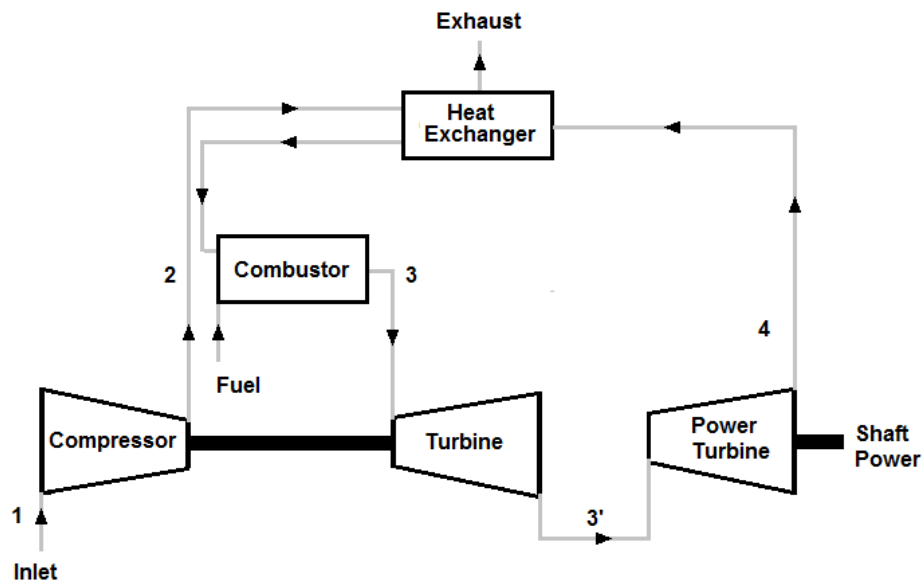 Exhaust
Heat
Exchanger
2
Combustor
3
4
Fuel
Compressor
Turbine
Power
Turbine
Shaft
Power
1
3'
Inlet